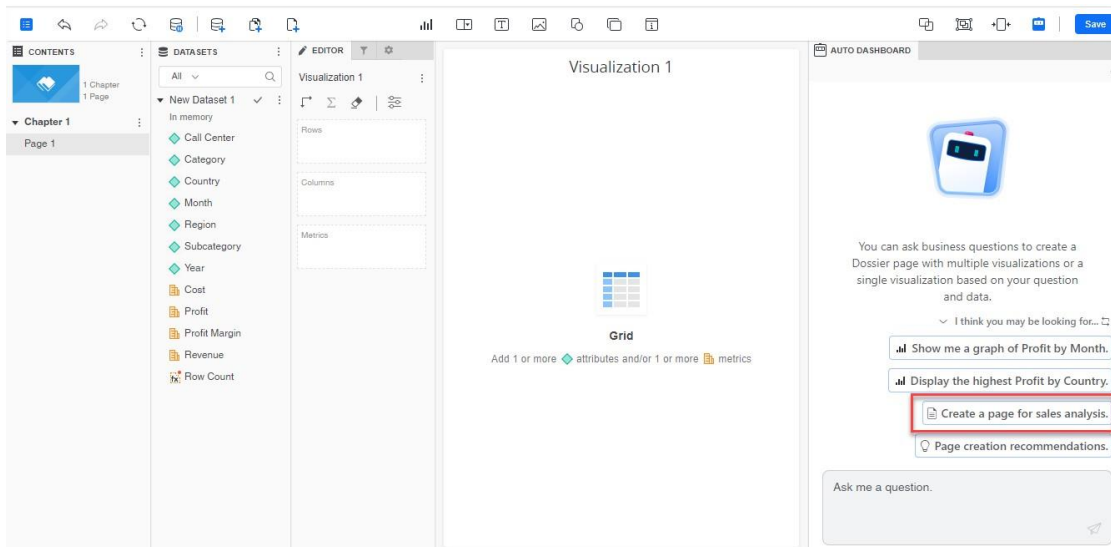 Save
CONTENTS
1 Chapter
1 Page
Chapter 1
Page 1
DATASETS
All
New Dataset 1
In memory
Call Center
Category
Country
Month
Region
Subcategory
Year
Cost
Profit
Profit Margin
Revenue
fx Row Count
EDITOR
Visualization 1
Rows
Columns
Metrics
Visualization 1
Grid
Add 1 or more attributes and/or 1 or more metrics
AUTO DASHBOARD
You can ask business questions to create a
Dossier page with multiple visualizations or a
single visualization based on your question
and data.
I think you may be looking for...
Show me a graph of Profit by Month.
Display the highest Profit by Country.
Create a page for sales analysis.
Page creation recommendations.
Ask me a question.